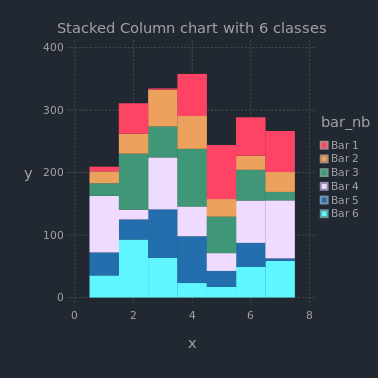 Stacked Column chart with 6 classes
400
300
200
100
0
y
0
2
4
6
8
x
bar_nb
Bar 1
Bar 2
Bar 3
Bar 4
Bar 5
Bar 6